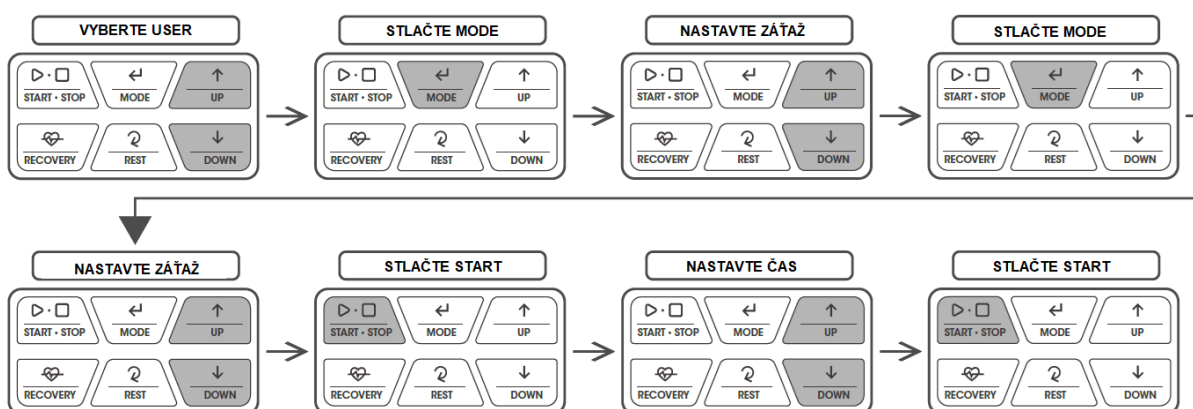 VYBERTE USER
STLAČTE MODE
NASTAVTE ZÁŤAŽ
STLAČTE MODE
START • STOP MODE UP
START • STOP MODE UP
START • STOP MODE UP
START • STOP MODE UP
RECOVERY REST DOWN
RECOVERY REST DOWN
RECOVERY REST DOWN
RECOVERY REST DOWN
NASTAVTE ZÁŤAŽ
STLAČTE START
NASTAVTE ČAS
STLAČTE START
START • STOP MODE UP
START • STOP MODE UP
START • STOP MODE UP
START • STOP MODE UP
RECOVERY REST DOWN
RECOVERY REST DOWN
RECOVERY REST DOWN
RECOVERY REST DOWN